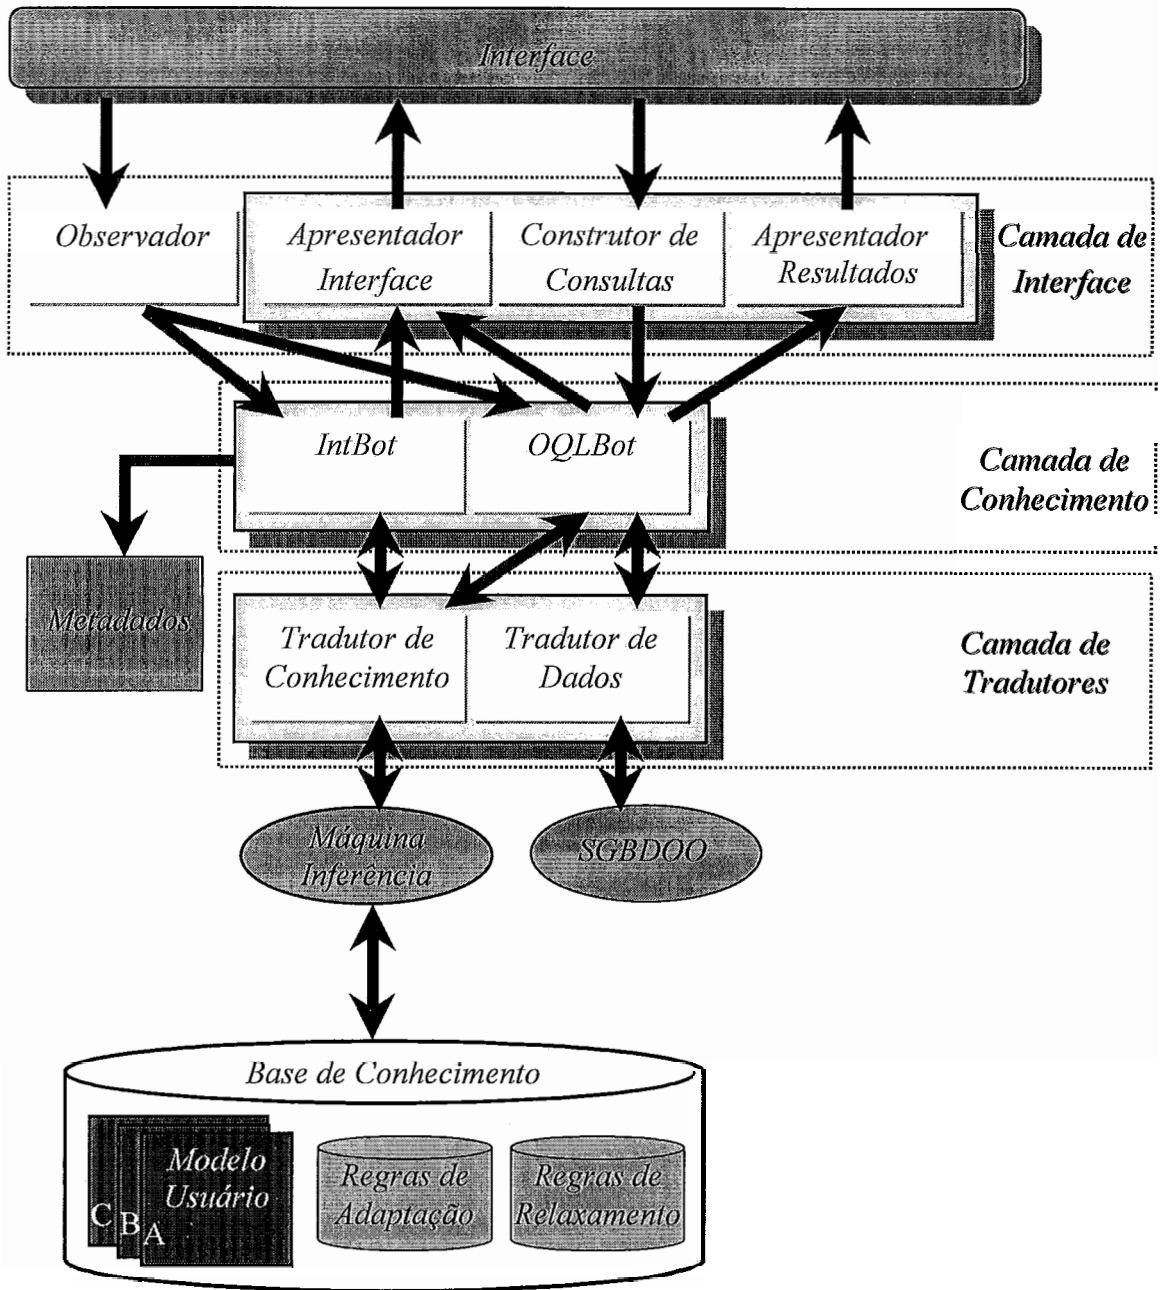 Interface
Observador
Apresentador
Interface
Construtor de
Consultas
Apresentador
Resultados
Camada de
Interface
IntBot
OQLBot
Camada de
Conhecimento
Metadados
Tradutor de
Conhecimento
Tradutor de
Dados
Camada de
Tradutores
Máquina
Inferência
SGBDOO
Base de Conhecimento
Modelo
Usuário
C
B
A
Regras de
Adaptação
Regras de
Relaxamento